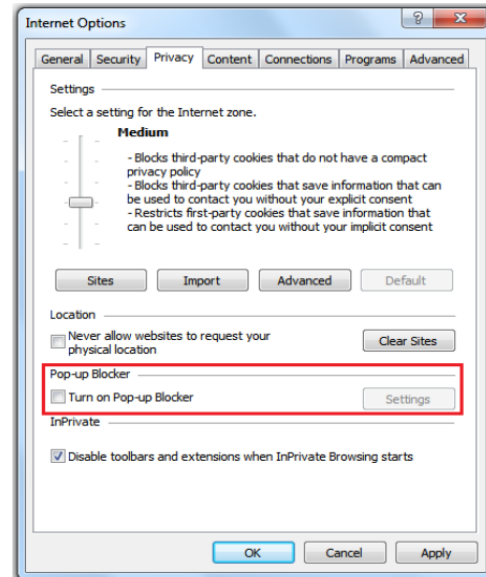 Internet Options
General Security Privacy Content Connections Programs Advanced
Settings
Select a setting for the Internet zone.
Medium
- Blocks third-party cookies that do not have a compact
privacy policy
- Blocks third-party cookies that save information that can
be used to contact you without your explicit consent
- Restricts first-party cookies that save information that
can be used to contact you without your implicit consent
Sites Import Advanced Default
Location
Never allow websites to request your
physical location
Clear Sites
Pop-up Blocker
Turn on Pop-up Blocker
Settings
InPrivate
Disable toolbars and extensions when InPrivate Browsing starts
OK Cancel Apply